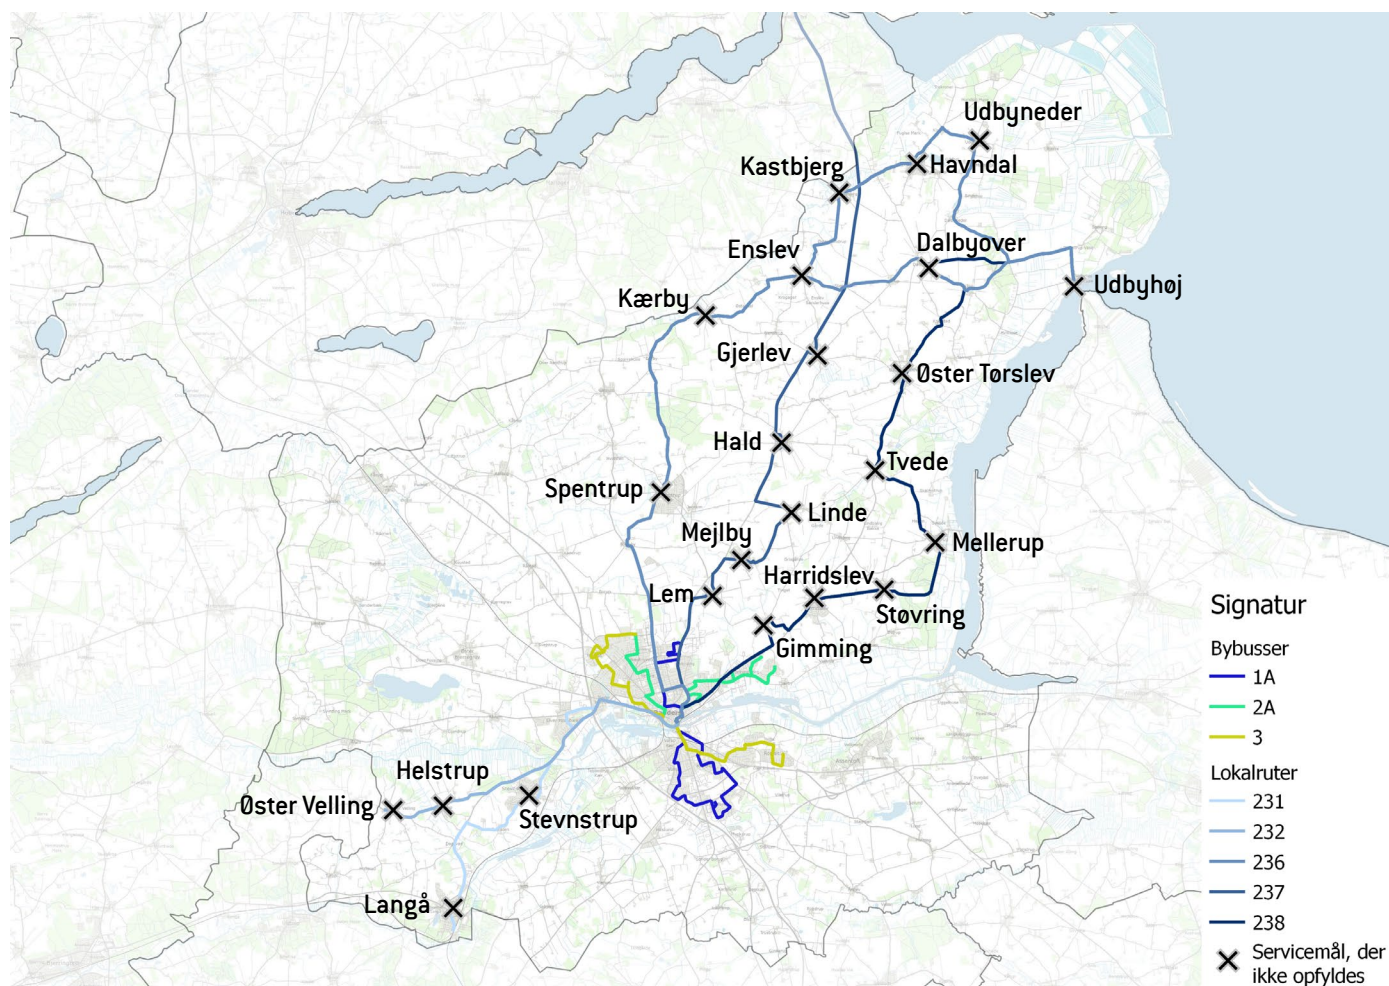 Udbyneder
Kastbjerg
Havndal
Enslev
Dalbyover
Udbyhøj
Kærby
Gjerlev
Øster Tørslev
Hald
Tvede
Spentrup
Linde
Mejlby
Mellerup
Harridslev
Lem
Støvring
Gimming
Helstrup
Øster Velling
Stevnstrup
Langå
Signatur
Bybusser
1A
2A
3
Lokalruter
231
232
236
237
238
Servicemål, der
ikke opfyldes